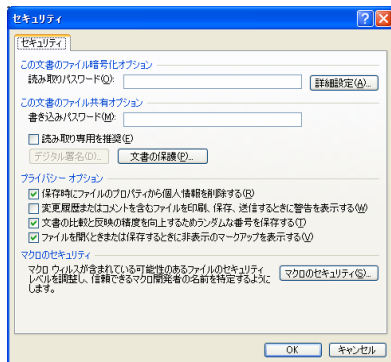 セキュリティ
セキュリティ
この文書のファイル暗号化オプション
読み取りパスワード(O):
詳細設定(A)...
この文書のファイル共有オプション
書き込みパスワード(M):
読み取り専用を推奨(E)
デジタル署名(D)...
文書の保護(P)...
プライバシー オプション
保存時にファイルのプロパティから個人情報を削除する(R)
変更履歴またはコメントを含むファイルを印刷、保存、送信するときに警告を表示する(W)
文書の比較と反映の精度を向上するためランダムな番号を保存する(T)
ファイルを開くときまたは保存するときに非表示のマークアップを表示する(V)
マクロのセキュリティ
マクロ ウィルスが含まれている可能性のあるファイルのセキュリティ
レベルを調整し、信頼できるマクロ開発者の名前を特定するように
します。
マクロのセキュリティ(S)...
OK
キャンセル